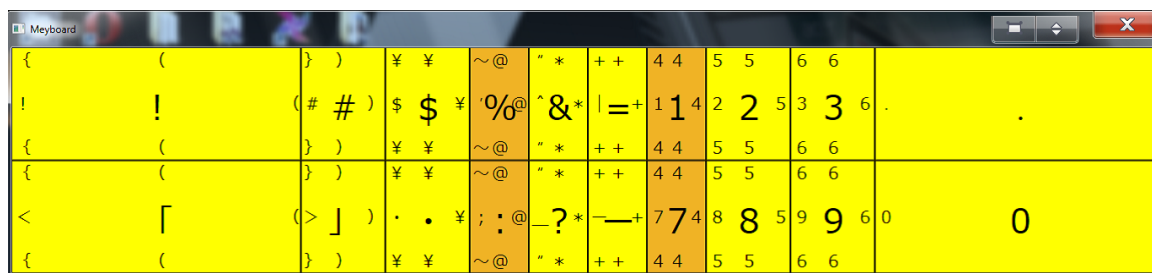 Meyboard
{ ( } ) ¥ ¥ ~ @ " * + + 4 4 5 5 6 6
! ! ( # # ) $ $ ¥ ' % @ ^ & * | = + 1 1 4 2 2 5 3 3 6 . .
{ ( } ) ¥ ¥ ~ @ " * + + 4 4 5 5 6 6
{ ( } ) ¥ ¥ ~ @ " * + + 4 4 5 5 6 6
< ｢ ( > ｣ ) · • ¥ ; : @ _ ? * — — + 7 7 4 8 8 5 9 9 6 0 0
{ ( } ) ¥ ¥ ~ @ " * + + 4 4 5 5 6 6